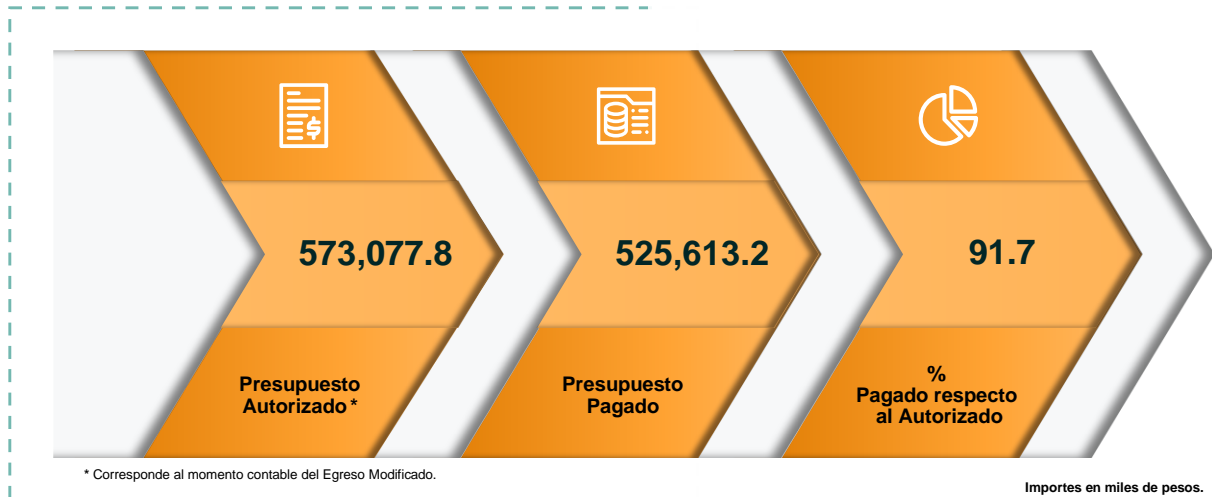 573,077.8
525,613.2
91.7
Presupuesto
Autorizado *
Presupuesto
Pagado
%
Pagado respecto
al Autorizado
* Corresponde al momento contable del Egreso Modificado.
Importes en miles de pesos.